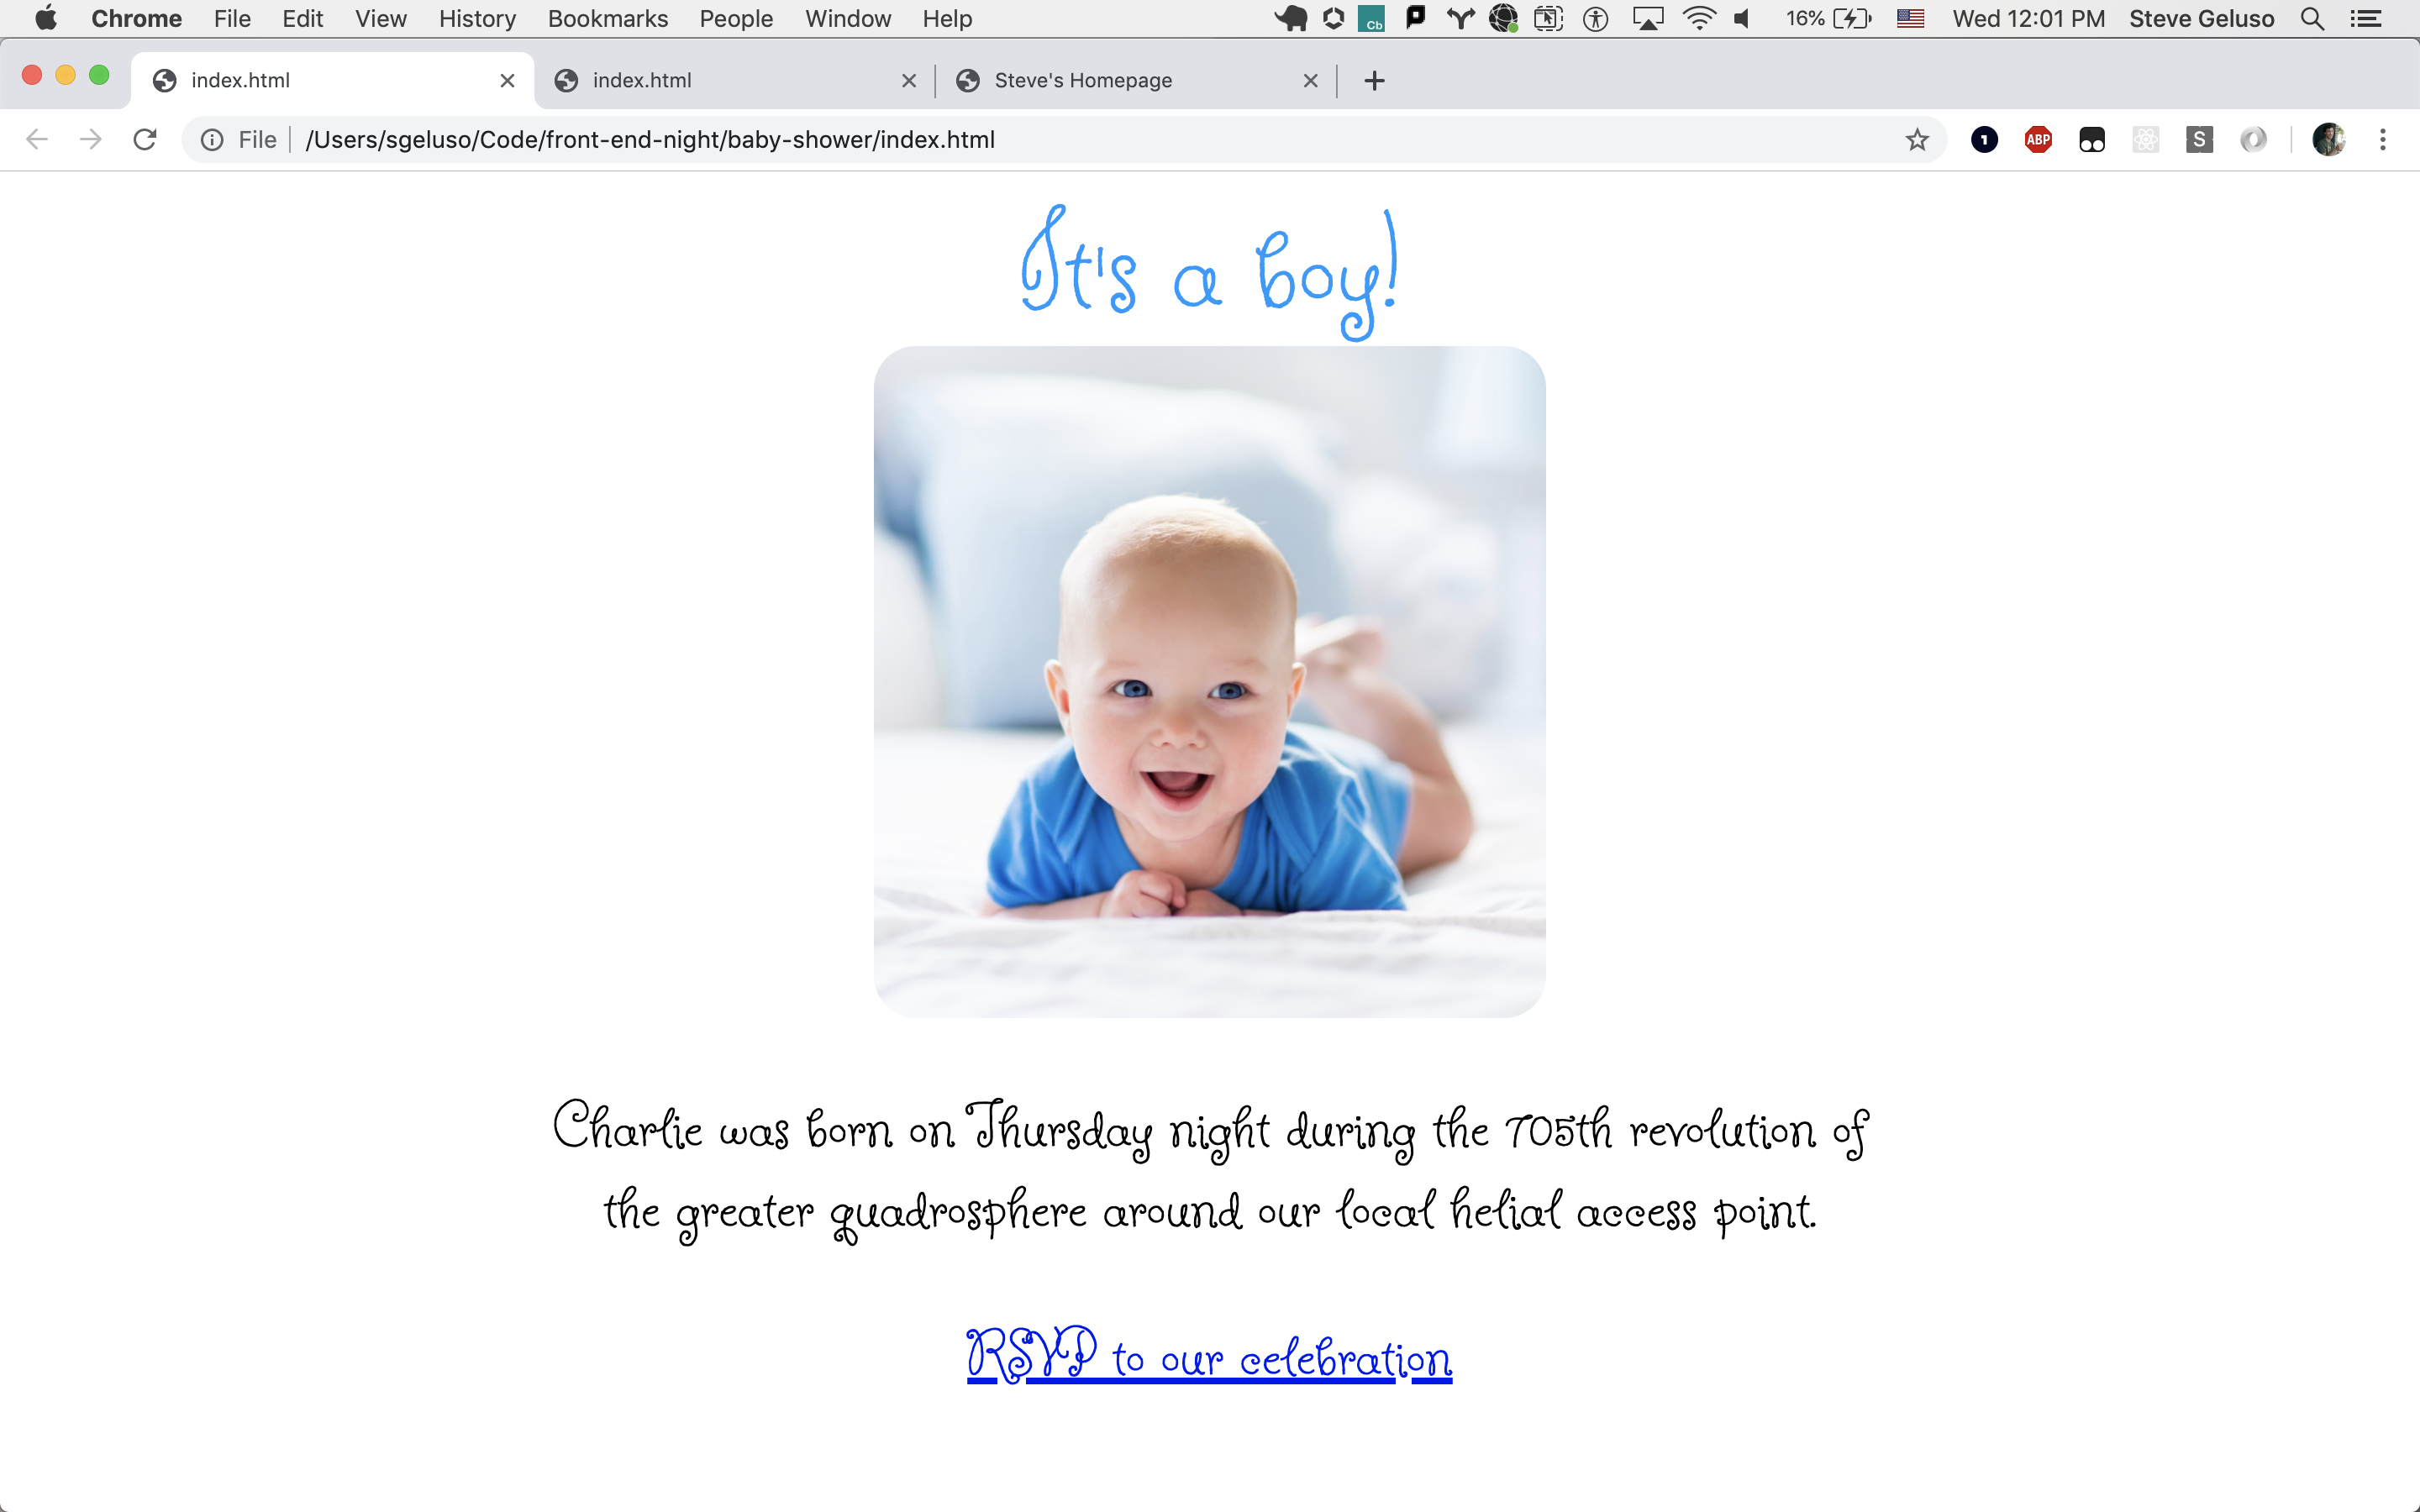 Chrome File Edit View History Bookmarks People Window Help Cb 16% Wed 12:01 PM Steve Geluso
index.html index.html Steve's Homepage
File /Users/sgeluso/Code/front-end-night/baby-shower/index.html 1 ABP S
It's a boy!
Charlie was born on Thursday night during the 705th revolution of
the greater quadrosphere around our local helial access point.
RSVP to our celebration